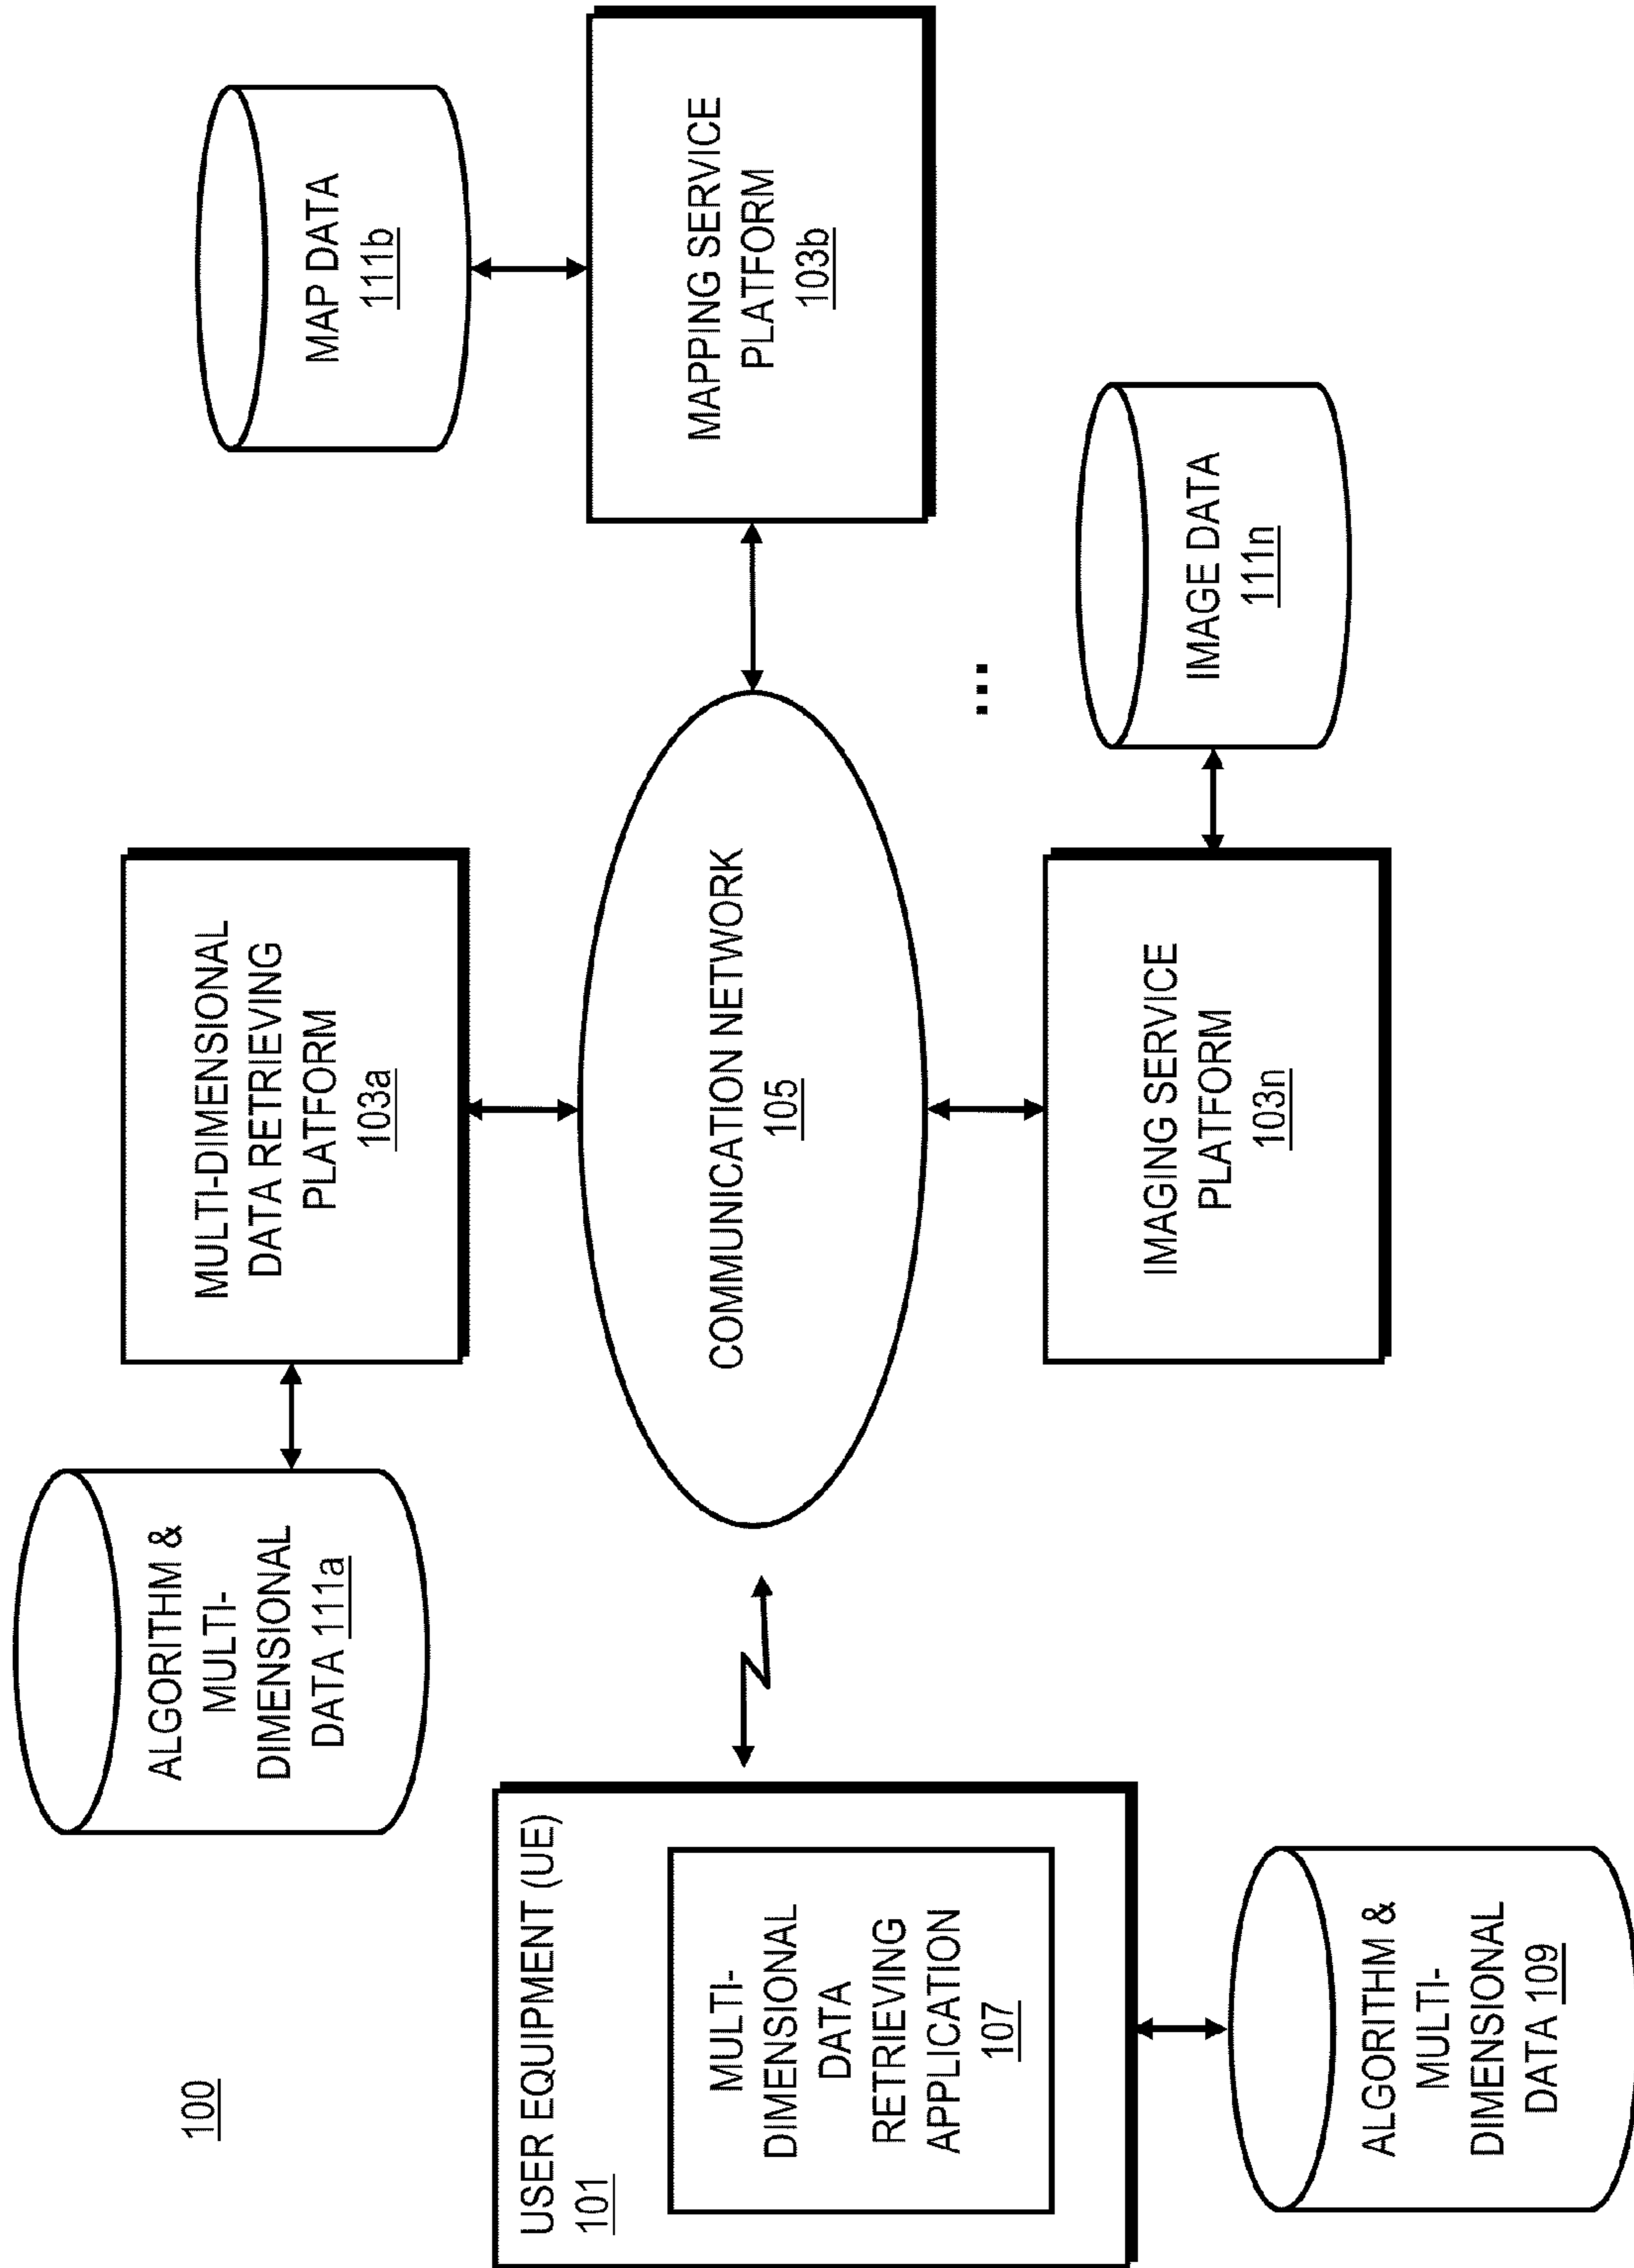 100
ALGORITHM &
MULTI-
DIMENSIONAL
DATA 111a
MULTI-DIMENSIONAL
DATA RETRIEVING
PLATFORM
103a
MAP DATA
111b
USER EQUIPMENT (UE)
101
MULTI-
DIMENSIONAL
DATA
RETRIEVING
APPLICATION
107
COMMUNICATION NETWORK
105
MAPPING SERVICE
PLATFORM
103b
...
ALGORITHM &
MULTI-
DIMENSIONAL
DATA 109
IMAGING SERVICE
PLATFORM
103n
IMAGE DATA
111n